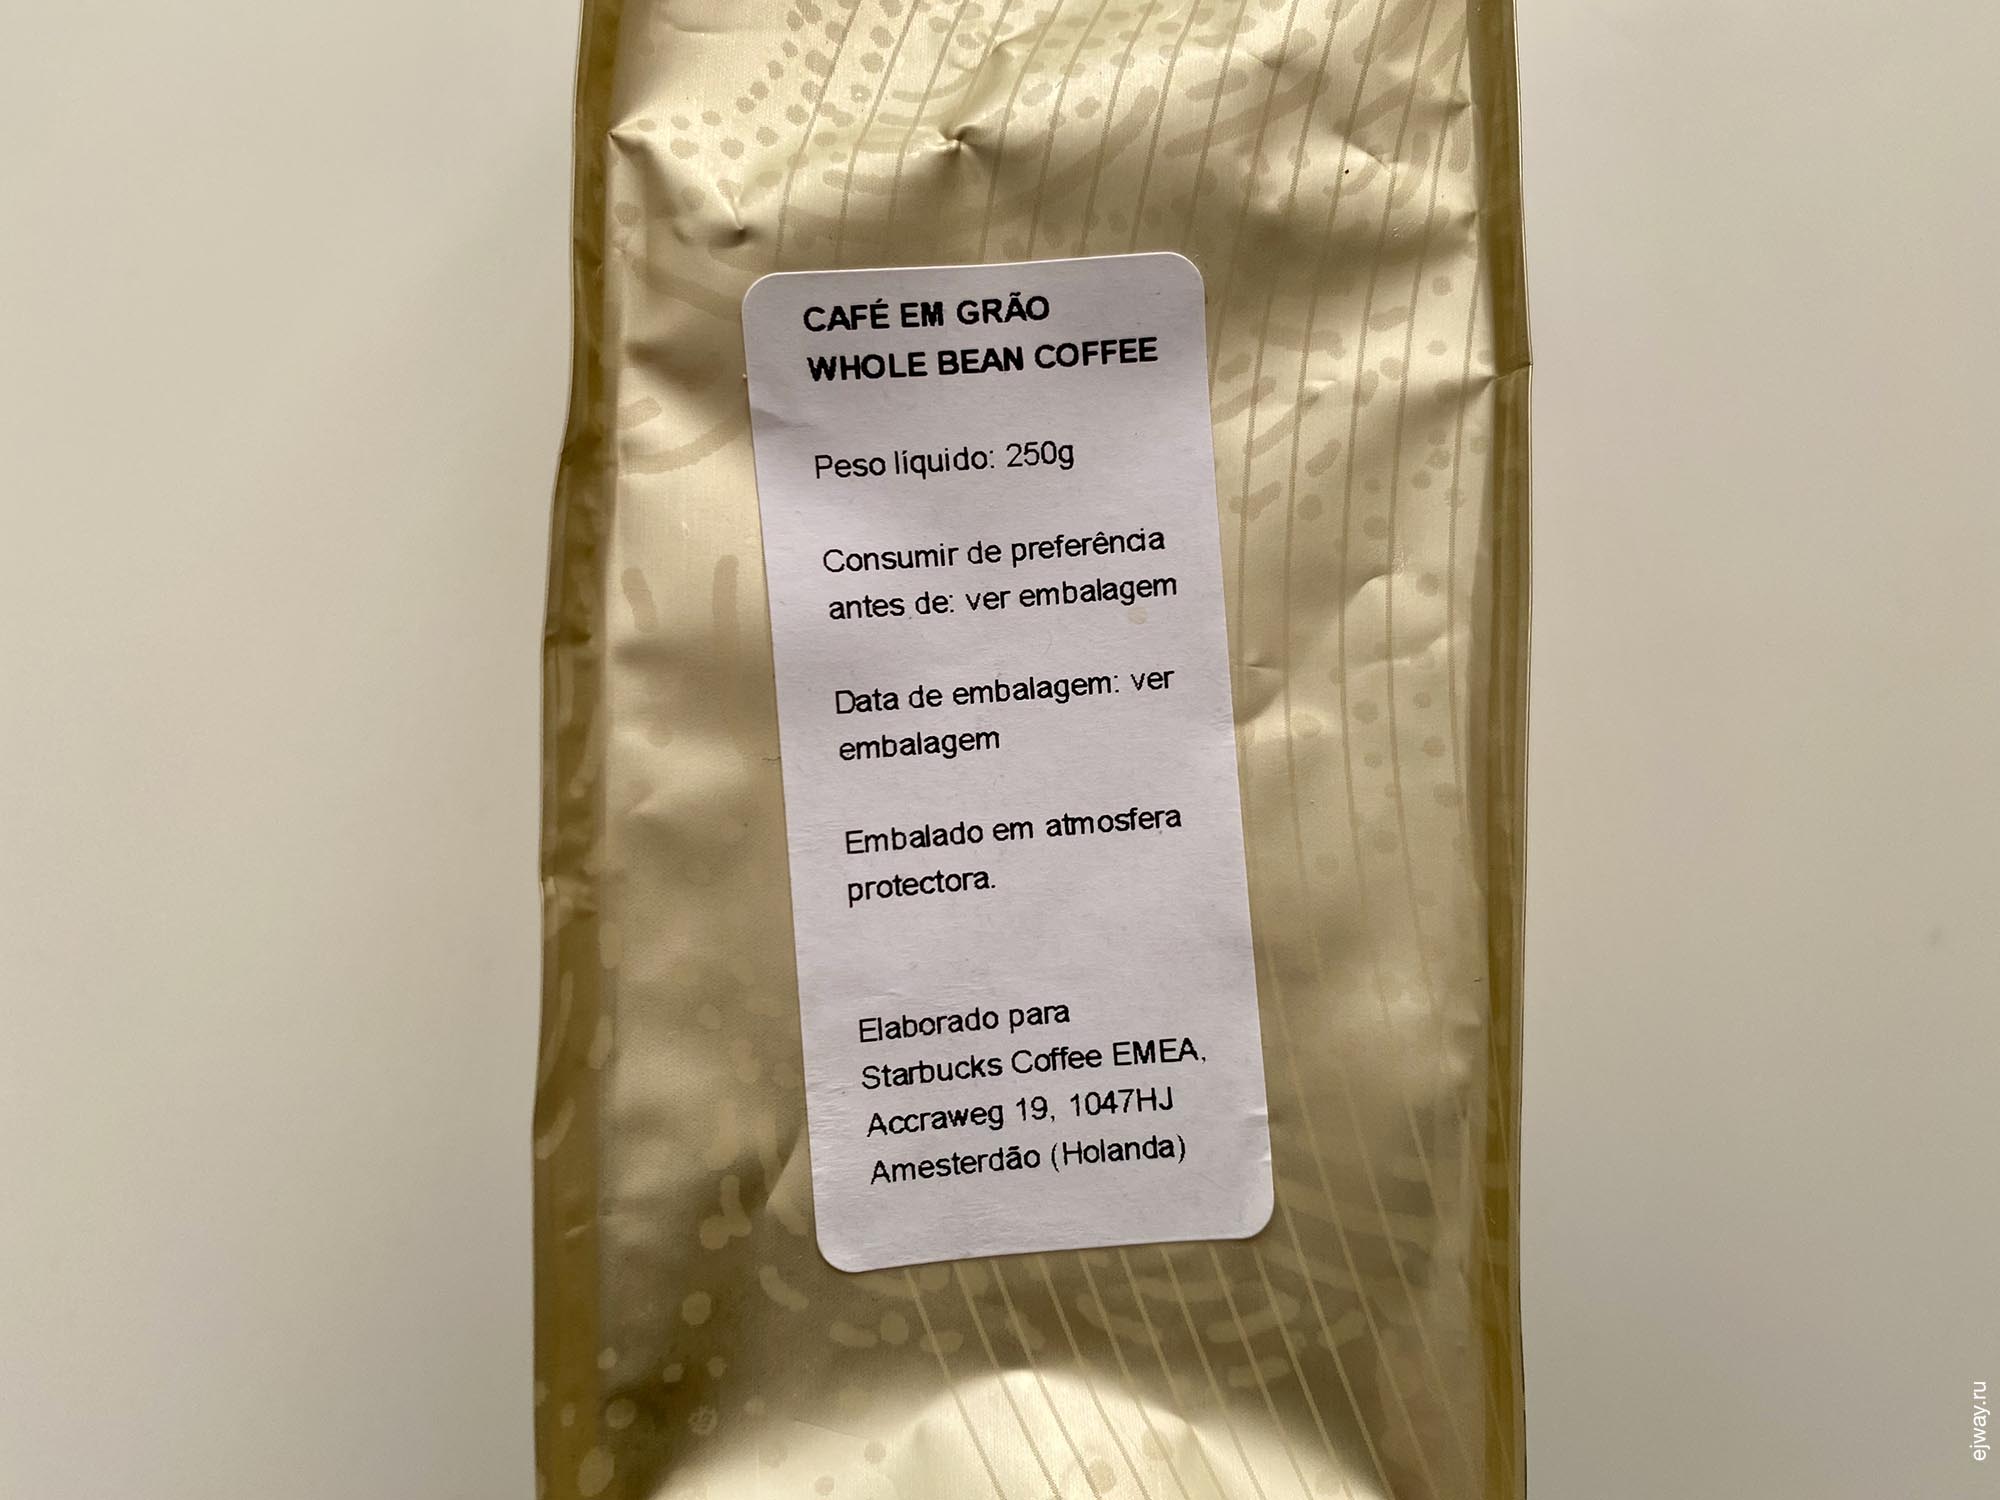 CAFÉ EM GRÃO
WHOLE BEAN COFFEE
Peso líquido: 250g
Consumir de preferência
antes de: ver embalagem
Data de embalagem: ver
embalagem
Embalado em atmosfera
protectora.
Elaborado para
Starbucks Coffee EMEA,
Accraweg 19, 1047HJ
Amesterdão (Holanda)
ejway.ru